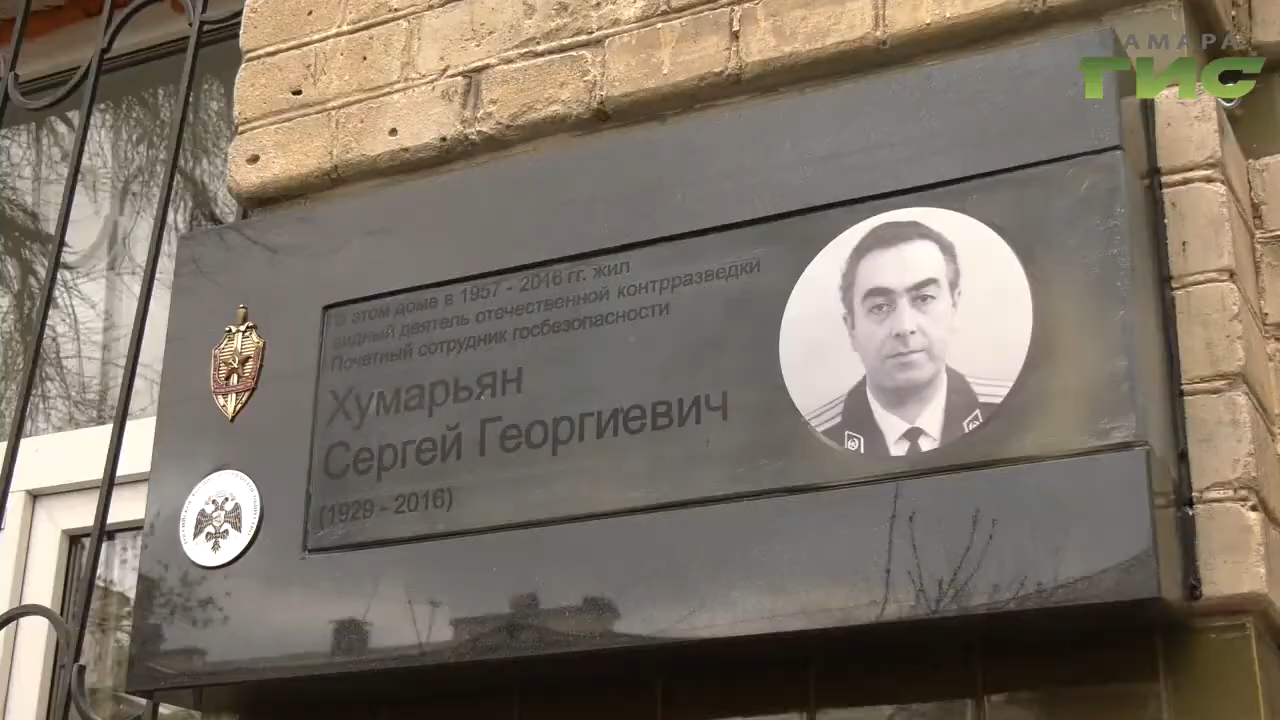 САМАРА
ГИС
В этом доме в 1957 - 2016 гг. жил
видный деятель отечественной контрразведки
Почетный сотрудник госбезопасности
Хумарьян
Сергей Георгиевич
(1929 - 2016)